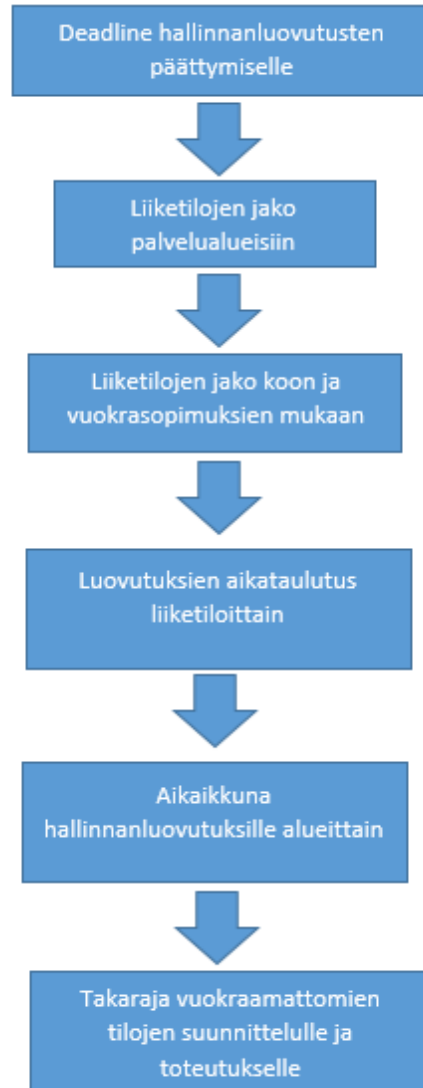 Deadline hallinnanluovutusten
päättymiselle
Liiketilojen jako
palvelualueisiin
Liiketilojen jako koon ja
vuokrasopimuksien mukaan
Luovutuksien aikataulutus
liiketiloittain
Aikaikkuna
hallinnanluovutuksille alueittain
Takaraja vuokraamattomien
tilojen suunnittelulle ja
toteutukselle